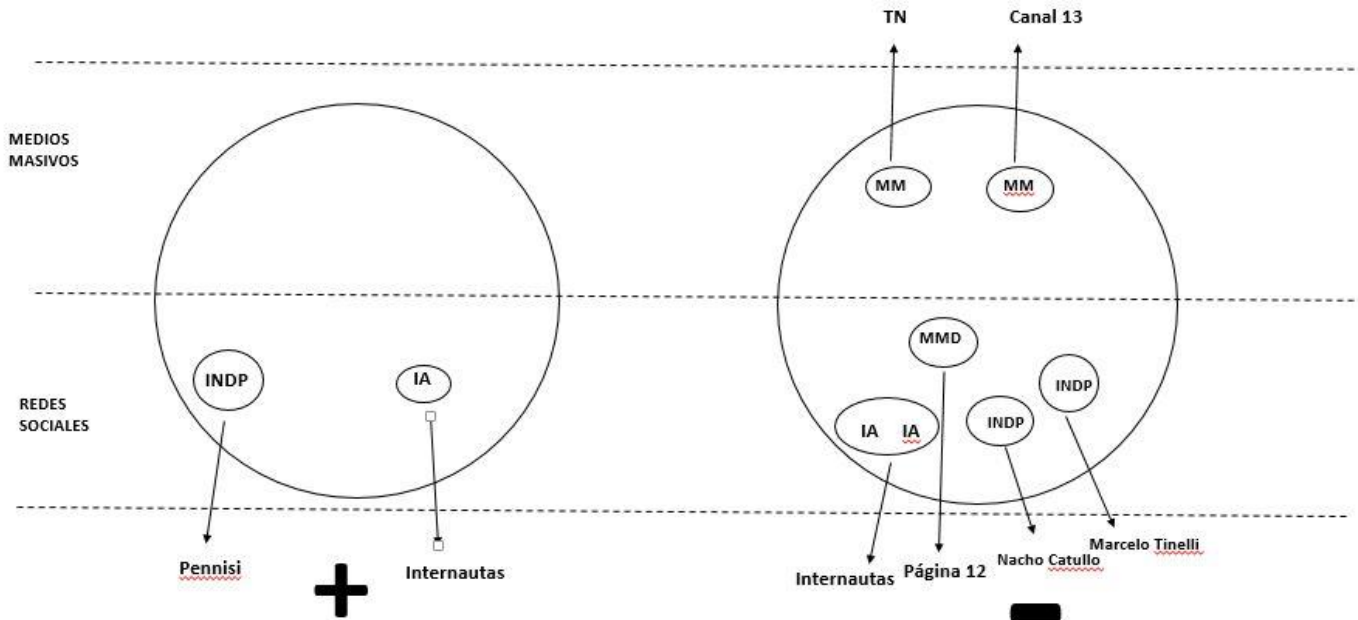 TN Canal 13
MEDIOS
MASIVOS
MM MM
MMD
INDP IA INDP
REDES
SOCIALES
IA IA INDP
Pennisi Internautas Internautas Página 12 Nacho Catullo Marcelo Tinelli